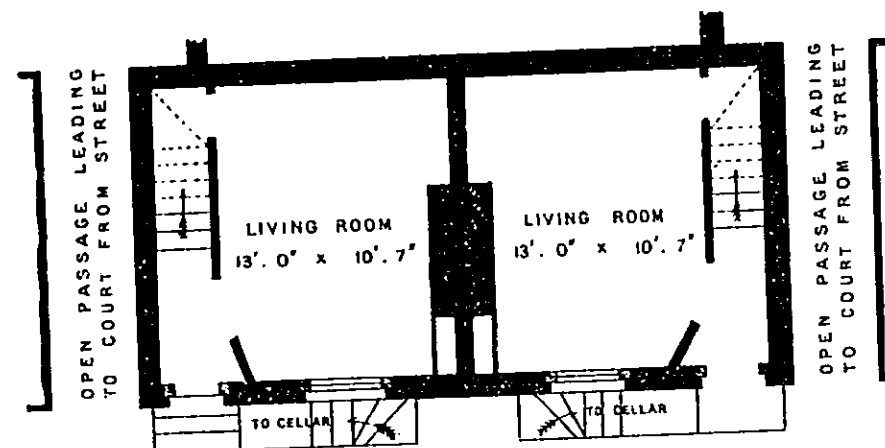 OPEN PASSAGE LEADING
TO COURT FROM STREET
LIVING ROOM
13'. 0" x 10'. 7"
LIVING ROOM
13'. 0" x 10'. 7"
OPEN PASSAGE LEADING
TO COURT FROM STREET
TO CELLAR
TO CELLAR